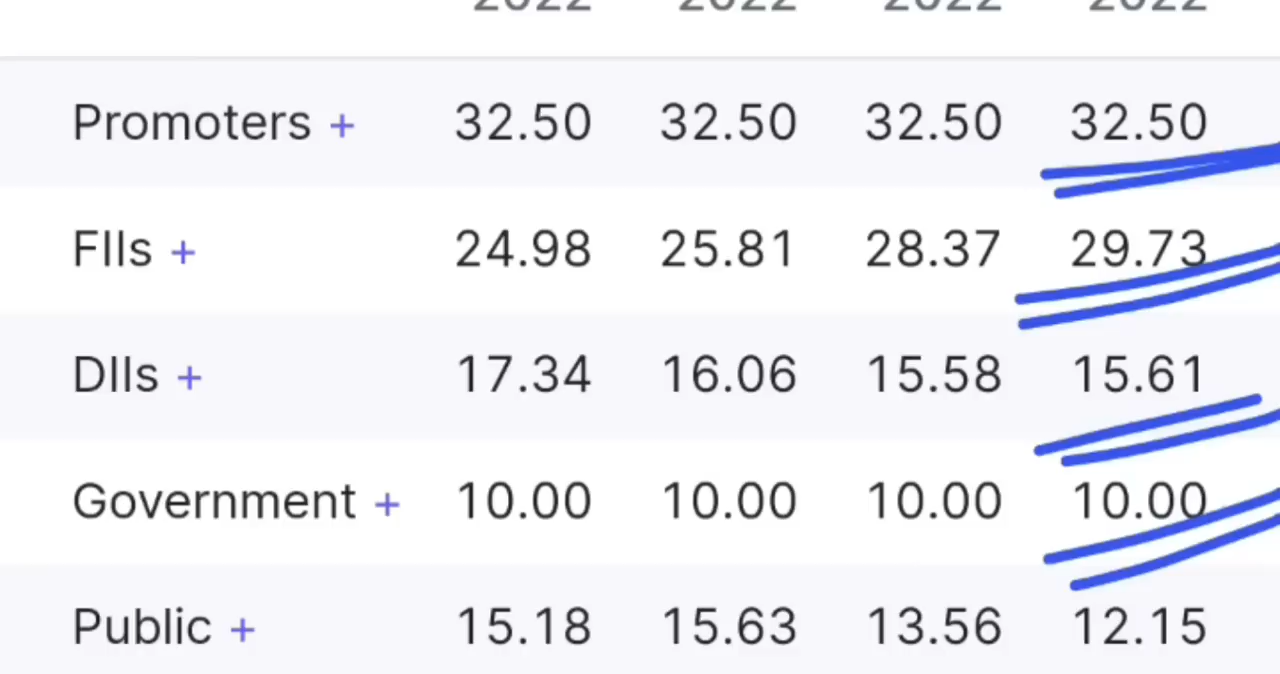 2022 2022 2022 2022
Promoters + 32.50 32.50 32.50 32.50
FIIs + 24.98 25.81 28.37 29.73
DIIs + 17.34 16.06 15.58 15.61
Government + 10.00 10.00 10.00 10.00
Public + 15.18 15.63 13.56 12.15